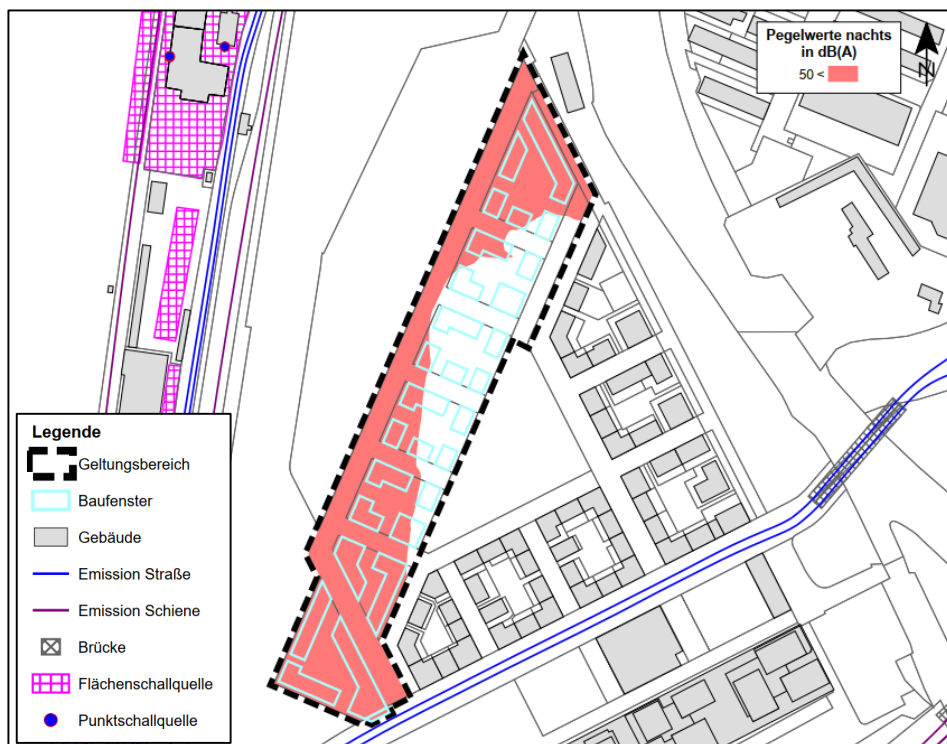 Pegelwerte nachts
in dB(A)
50 <
N
Legende
Geltungsbereich
Baufenster
Gebäude
Emission Straße
Emission Schiene
Brücke
Flächenschallquelle
Punktschallquelle